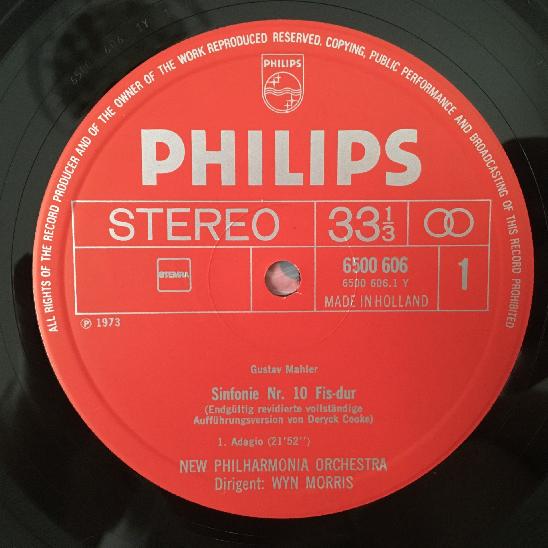 ALL RIGHTS OF THE RECORD PRODUCER AND OF THE OWNER OF THE WORK REPRODUCED RESERVED. COPYING, PUBLIC PERFORMANCE AND BROADCASTING OF THIS RECORD PROHIBITED
PHILIPS
PHILIPS
STEREO 33 1/3
STEMRA 6500 606 1
6500 606.1 Y
MADE IN HOLLAND
℗ 1973
Gustav Mahler
Sinfonie Nr. 10 Fis-dur
(Endgültig revidierte vollständige
Aufführungsversion von Deryck Cooke)
1. Adagio (21'52")
NEW PHILHARMONIA ORCHESTRA
Dirigent: WYN MORRIS